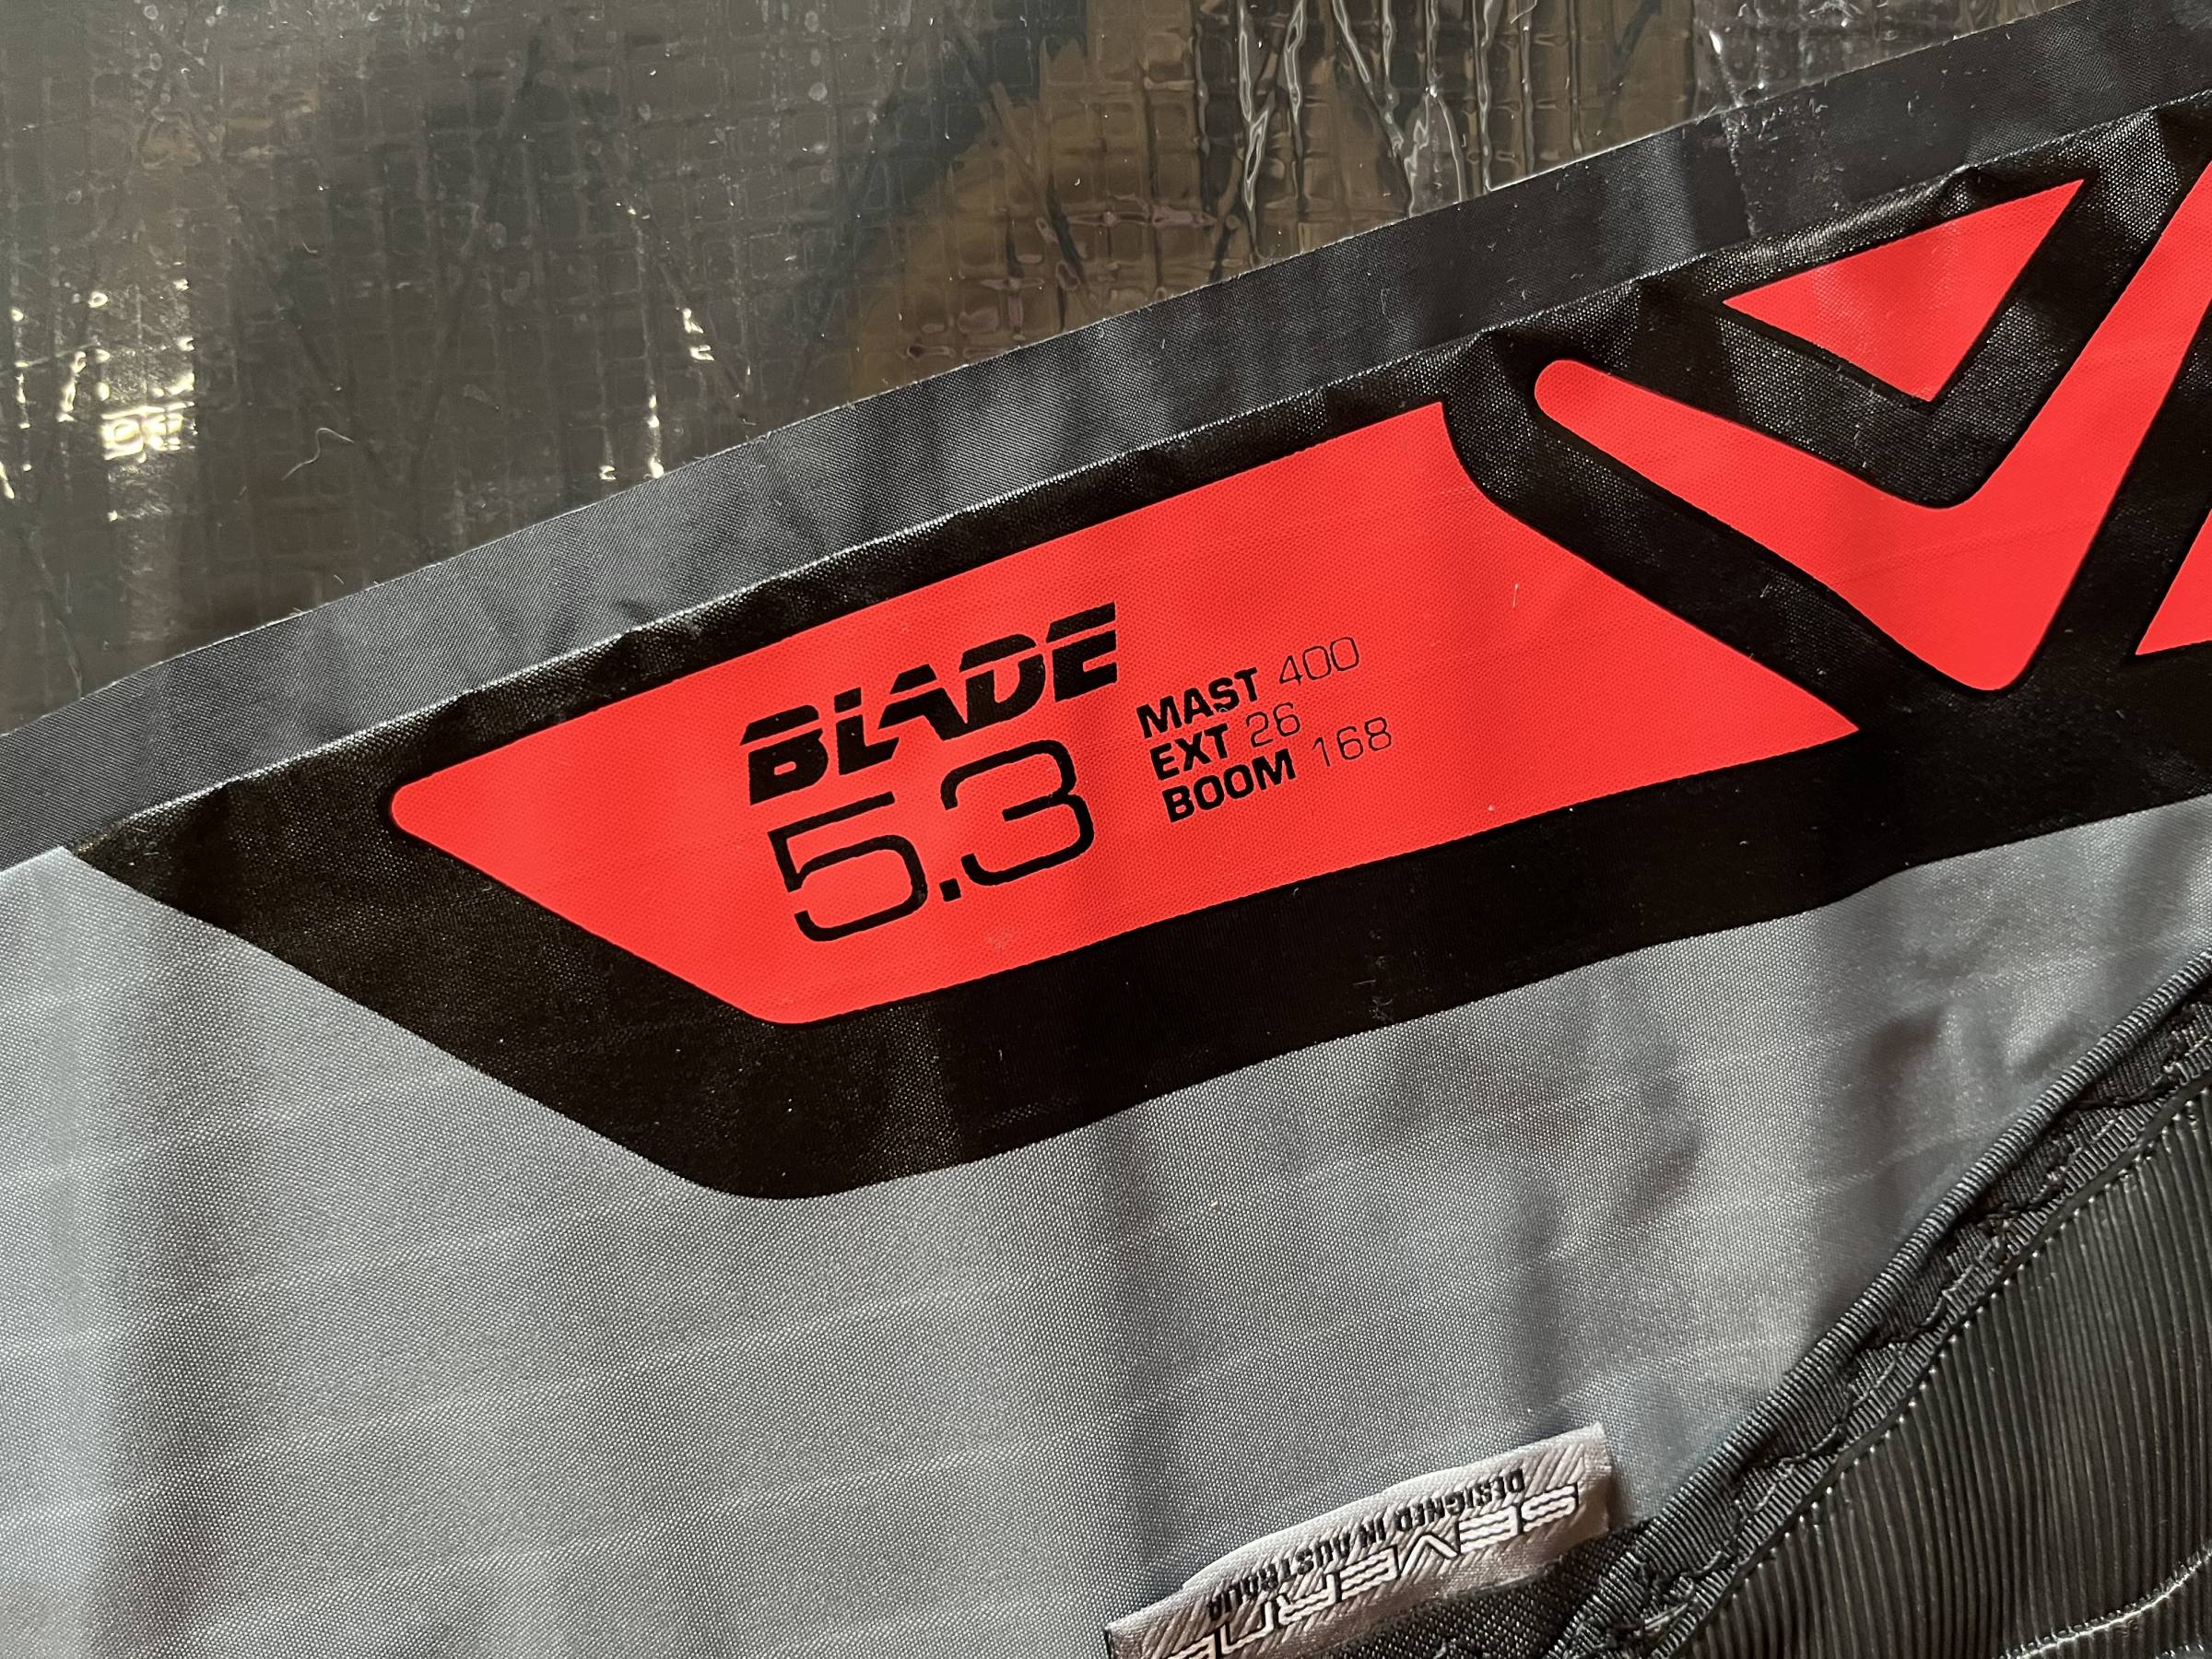 BLADE
5.3
MAST 400
EXT 26
BOOM 168
SEVERNE
DESIGNED IN AUSTRALIA